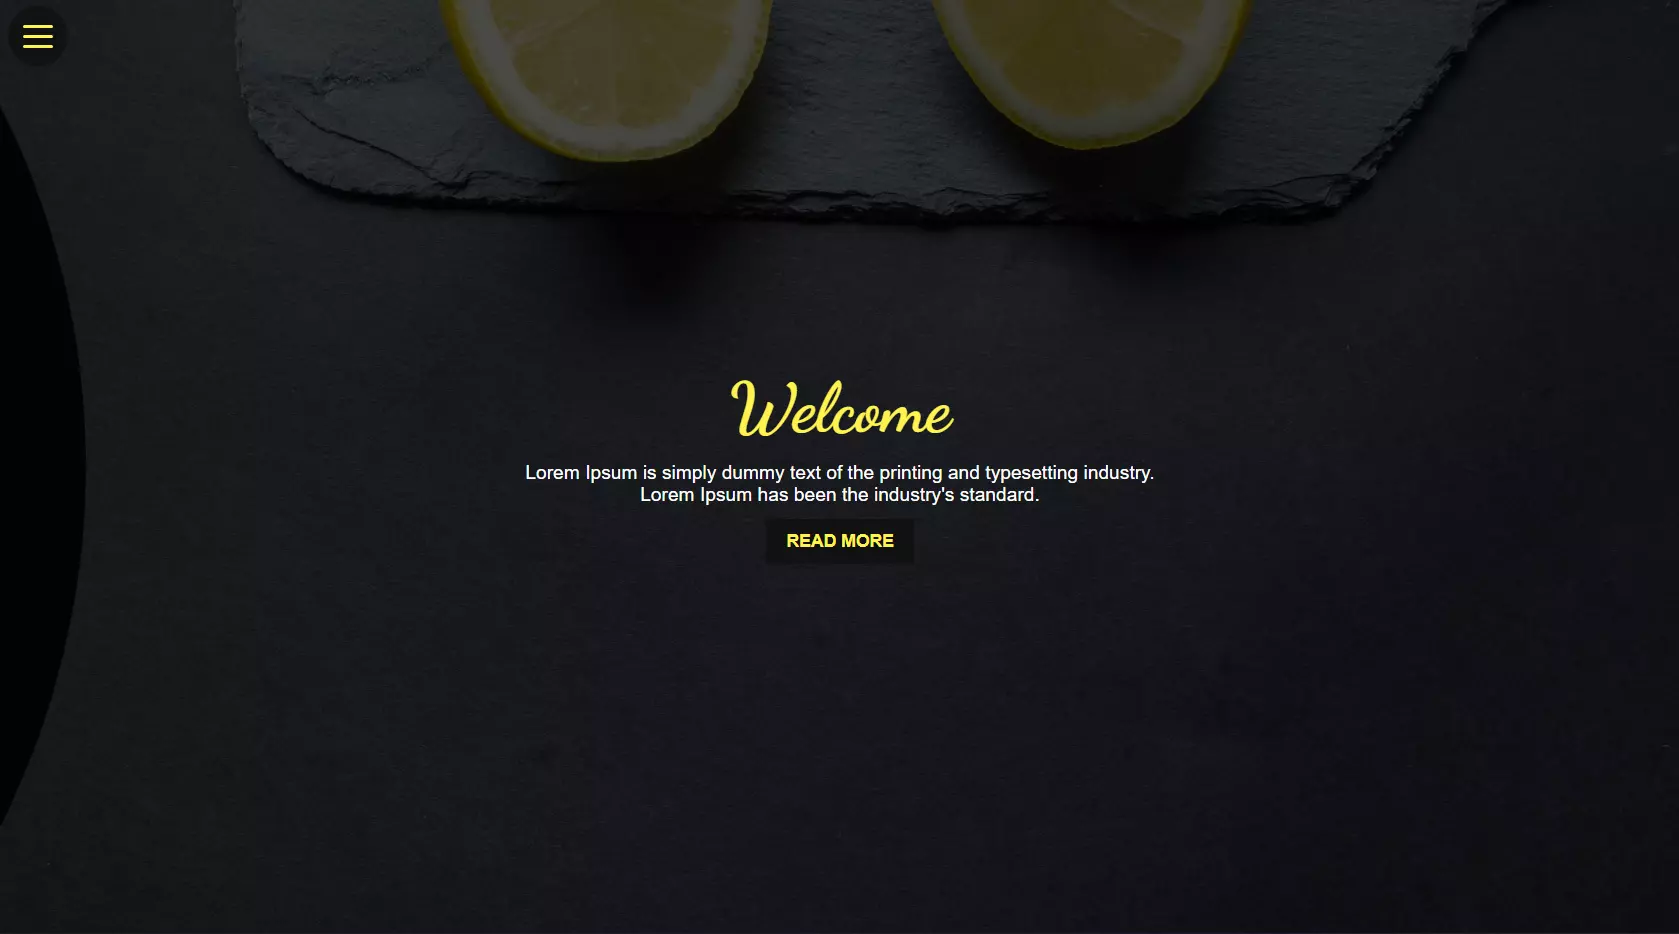 Welcome
Lorem Ipsum is simply dummy text of the printing and typesetting industry.
Lorem Ipsum has been the industry's standard.
READ MORE